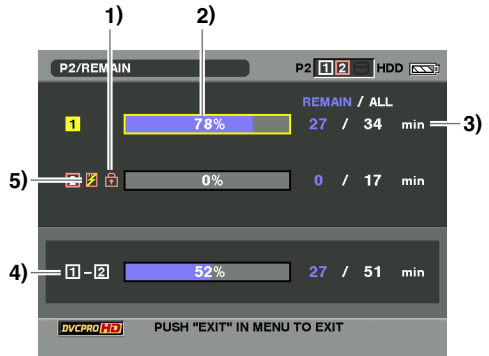 1) 2)
P2/REMAIN P2 1 2 HDD
REMAIN / ALL
1 78% 27 / 34 min 3)
5) 2 0% 0 / 17 min
4) 1-2 52% 27 / 51 min
DVCPRO HD PUSH "EXIT" IN MENU TO EXIT